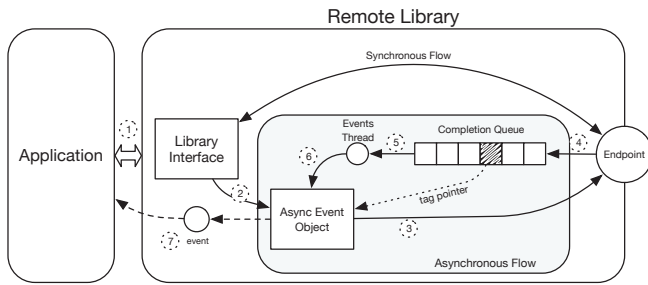 Remote Library
Synchronous Flow
1
Application
Library
Interface
Events
Thread
Completion Queue
5
4
Endpoint
6
2
tag pointer
Async Event
Object
3
event
7
Asynchronous Flow